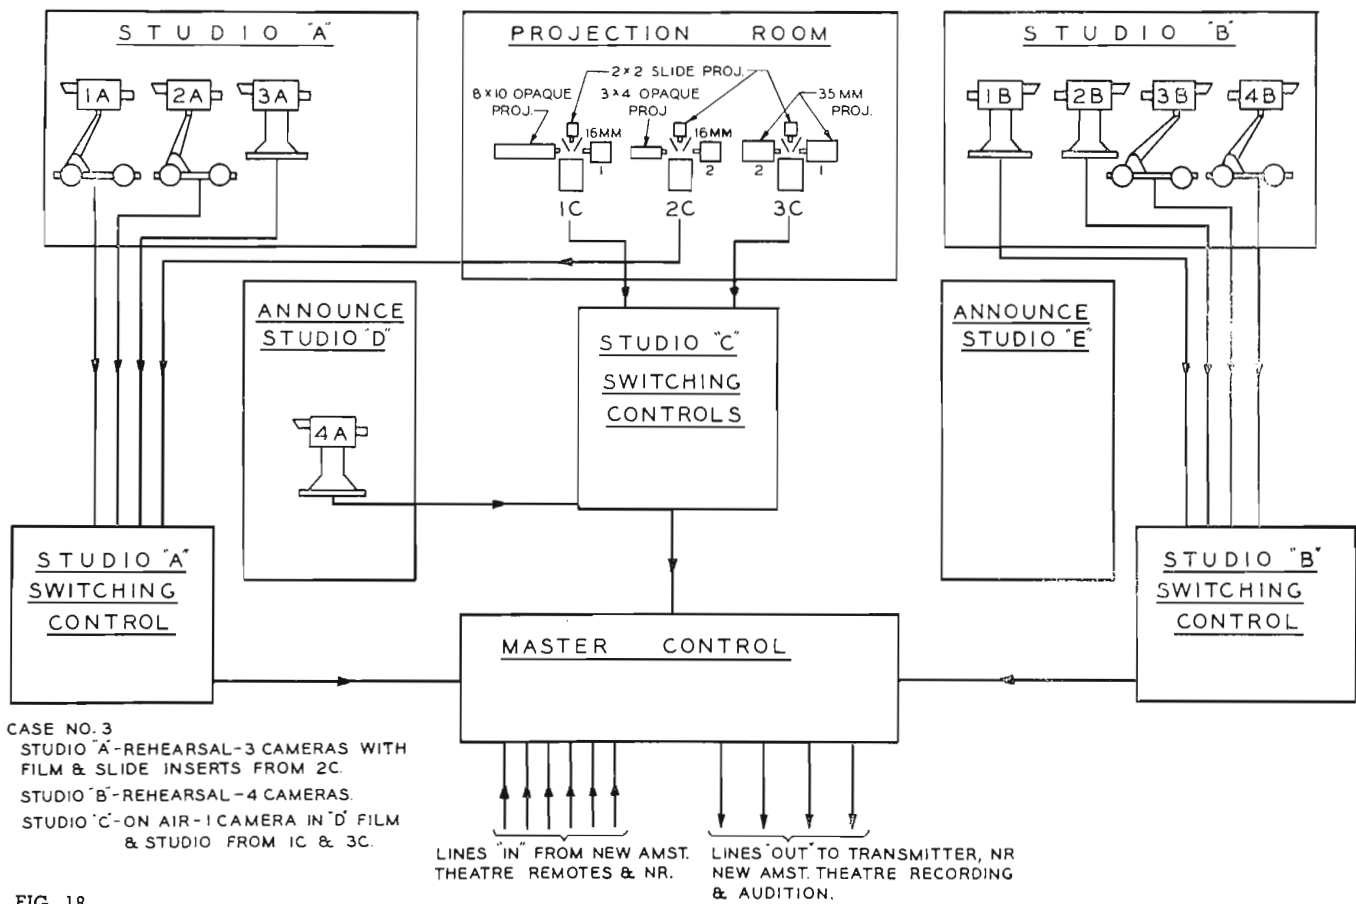 STUDIO "A"
1A
2A
3A
PROJECTION ROOM
2×2 SLIDE PROJ.
8×10 OPAQUE
PROJ.
3×4 OPAQUE
PROJ
35MM
PROJ.
16MM
16MM
1
2
2
1
1C
2C
3C
STUDIO "B"
1B
2B
3B
4B
ANNOUNCE
STUDIO "D"
4A
STUDIO "C"
SWITCHING
CONTROLS
ANNOUNCE
STUDIO "E"
STUDIO "A"
SWITCHING
CONTROL
MASTER CONTROL
STUDIO "B"
SWITCHING
CONTROL
CASE NO. 3
STUDIO "A"-REHEARSAL-3 CAMERAS WITH
FILM & SLIDE INSERTS FROM 2C.
STUDIO "B"-REHEARSAL-4 CAMERAS.
STUDIO "C"-ON AIR-1 CAMERA IN "D" FILM
& STUDIO FROM 1C & 3C.
LINES "IN" FROM NEW AMST.
THEATRE REMOTES & NR.
LINES "OUT" TO TRANSMITTER, NR
NEW AMST. THEATRE RECORDING
& AUDITION.
FIG. 18